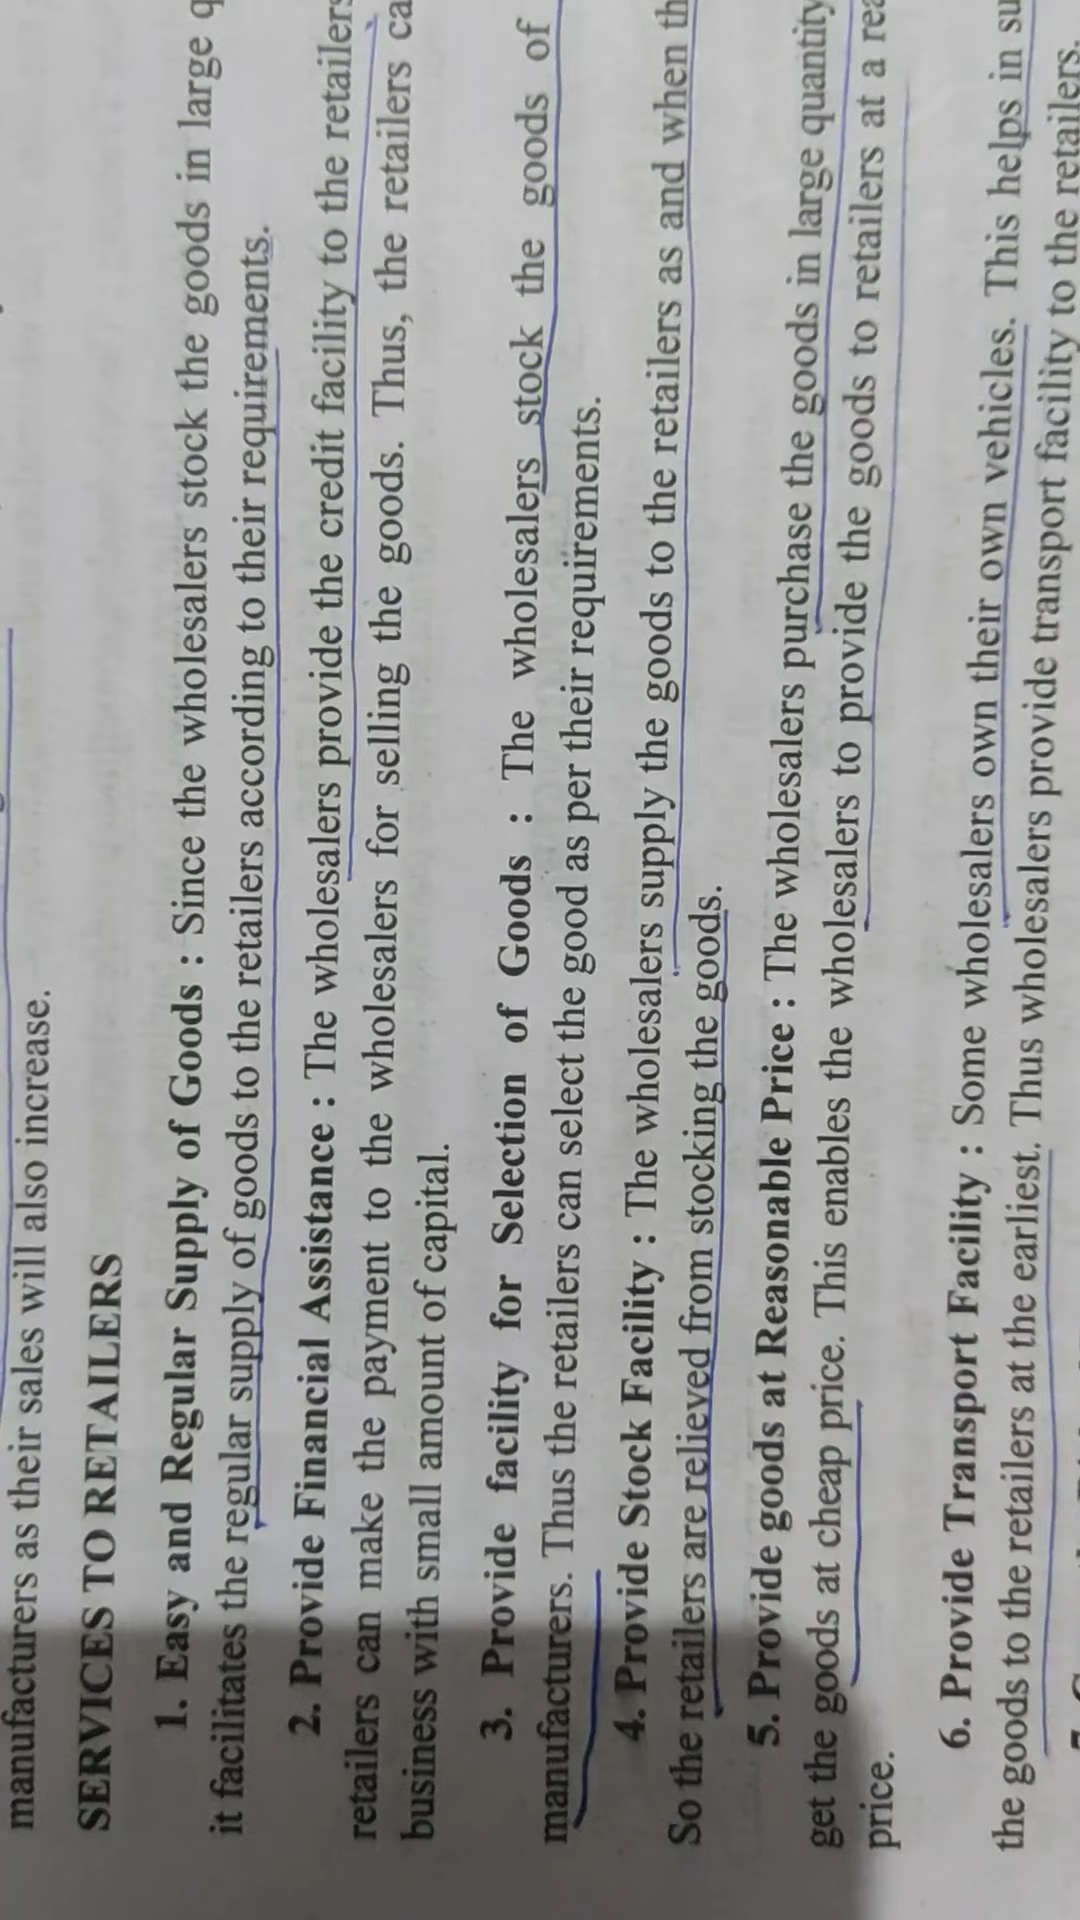 manufacturers as their sales will also increase.
SERVICES TO RETAILERS
1. Easy and Regular Supply of Goods : Since the wholesalers stock the goods in large
it facilitates the regular supply of goods to the retailers according to their requirements.
2. Provide Financial Assistance : The wholesalers provide the credit facility to the retailers
retailers can make the payment to the wholesalers for selling the goods. Thus, the retailers
business with small amount of capital.
3. Provide facility for Selection of Goods : The wholesalers stock the goods of
manufacturers. Thus the retailers can select the good as per their requirements.
4. Provide Stock Facility : The wholesalers supply the goods to the retailers as and when
So the retailers are relieved from stocking the goods.
5. Provide goods at Reasonable Price : The wholesalers purchase the goods in large quantity
get the goods at cheap price. This enables the wholesalers to provide the goods to retailers at a
price.
6. Provide Transport Facility : Some wholesalers own their own vehicles. This helps in
the goods to the retailers at the earliest. Thus wholesalers provide transport facility to the retailers.